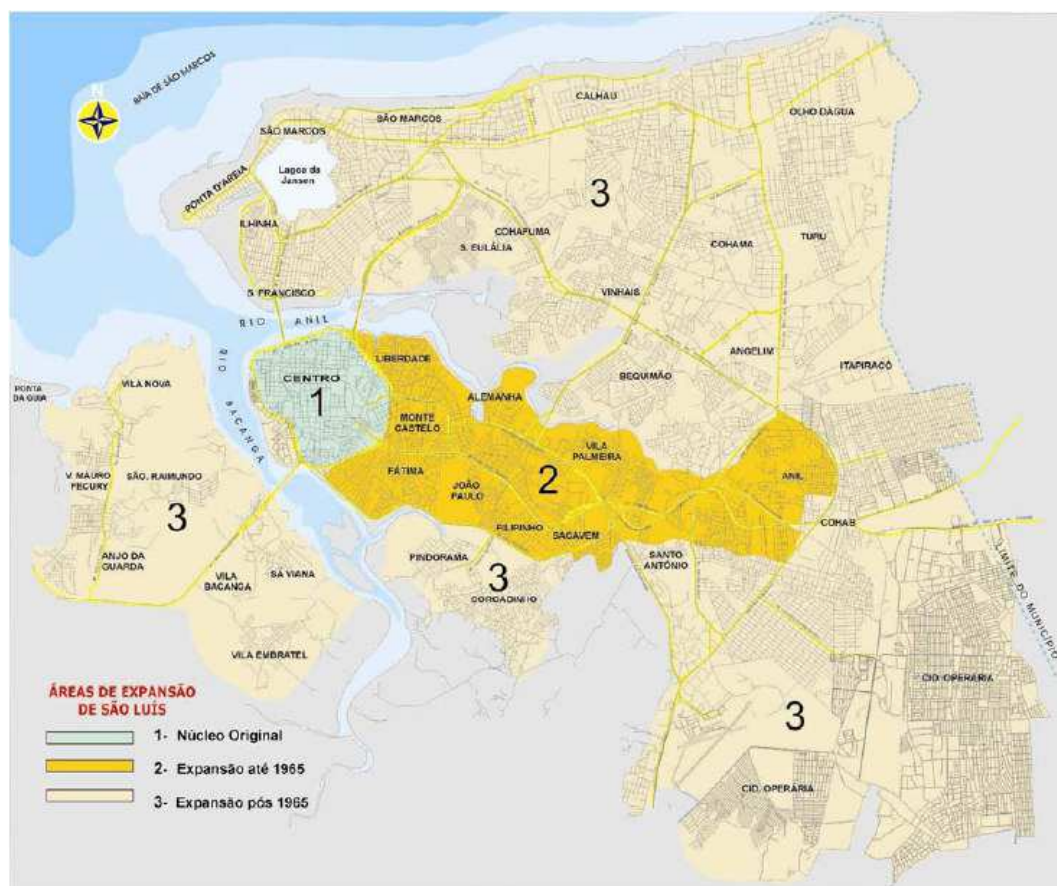 BAÍA DE SÃO MARCOS
N
CALHAU
SÃO MARCOS
OLHO DÁGUA
SÃO MARCOS
Lagoa da
Jansen
PONTA D'AREIA
3
ILHINHA
COHAFUMA
S. EULÁLIA
COHAMA
TURU
VINHAIS
S. FRANCISCO
RIO ANIL
LIBERDADE
ANGELIM
ITAPIRACÓ
BEQUIMÃO
RIO BACANGA
CENTRO
1
PONTA
DA GUIA
VILA NOVA
ALEMANHA
MONTE
CASTELO
VILA
PALMEIRA
FÁTIMA
2
ANIL
V. MAURO
FECURY
SÃO. RAIMUNDO
JOÃO
PAULO
3
FILIPINHO
SACAVEM
COHAB
ANJO DA
GUARDA
PINDORAMA
SANTO
ANTÓNIO
VILA
BACANGA
SÁ VIANA
3
COROADINHO
LIMITE DO MUNICÍPIO
VILA EMBRATEL
CID. OPERÁRIA
ÁREAS DE EXPANSÃO
DE SÃO LUÍS
3
1- Núcleo Original
2- Expansão até 1965
CID. OPERÁRIA
3- Expansão pós 1965